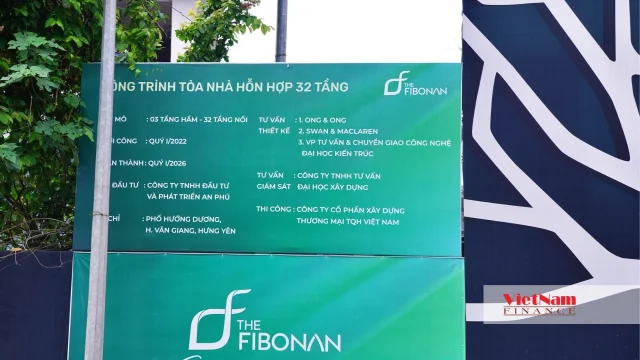 ÔNG TRÌNH TÒA NHÀ HỖN HỢP 32 TẦNG
THE FIBONAN
MÔ : 03 TẦNG HẦM - 32 TẦNG NỔI
CÔNG : QUÝ I/2022
N THÀNH: QUÝ I/2026
ĐẦU TƯ : CÔNG TY TNHH ĐẦU TƯ
VÀ PHÁT TRIỂN AN PHÚ
CHỈ : PHỐ HƯỚNG DƯƠNG,
H. VĂN GIANG, HƯNG YÊN
TƯ VẤN : 1. ONG & ONG
THIẾT KẾ 2. SWAN & MACLAREN
3. VP TƯ VẤN & CHUYỂN GIAO CÔNG NGHỆ
ĐẠI HỌC KIẾN TRÚC
TƯ VẤN : CÔNG TY TNHH TƯ VẤN
GIÁM SÁT ĐẠI HỌC XÂY DỰNG
THI CÔNG : CÔNG TY CỔ PHẦN XÂY DỰNG
THƯƠNG MẠI TQH VIỆT NAM
THE
FIBONAN
VIETNAM
FINANCE